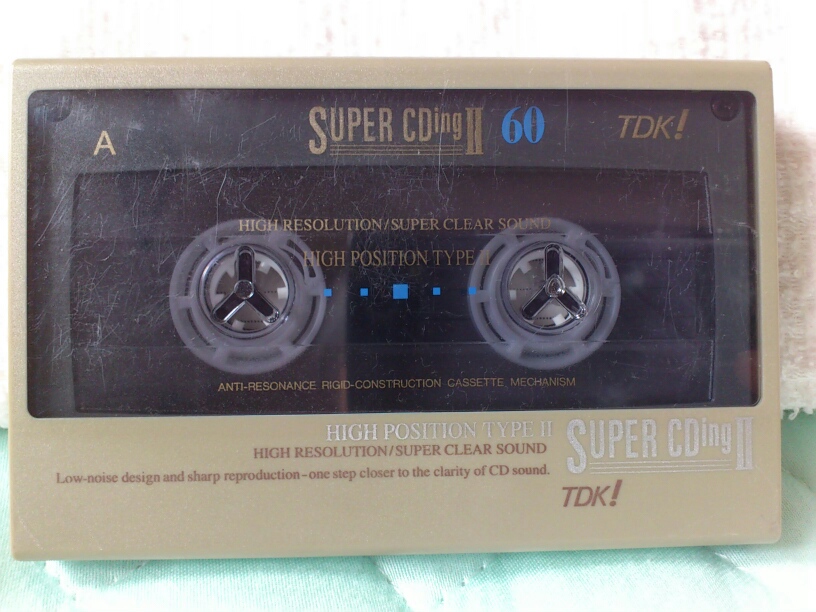 A
SUPER CDing II 60
TDK!
HIGH RESOLUTION/SUPER CLEAR SOUND
HIGH POSITION TYPE II
ANTI-RESONANCE RIGID-CONSTRUCTION CASSETTE MECHANISM
HIGH POSITION TYPE II
HIGH RESOLUTION/SUPER CLEAR SOUND
Low-noise design and sharp reproduction-one step closer to the clarity of CD sound.
SUPER CDing II
TDK!